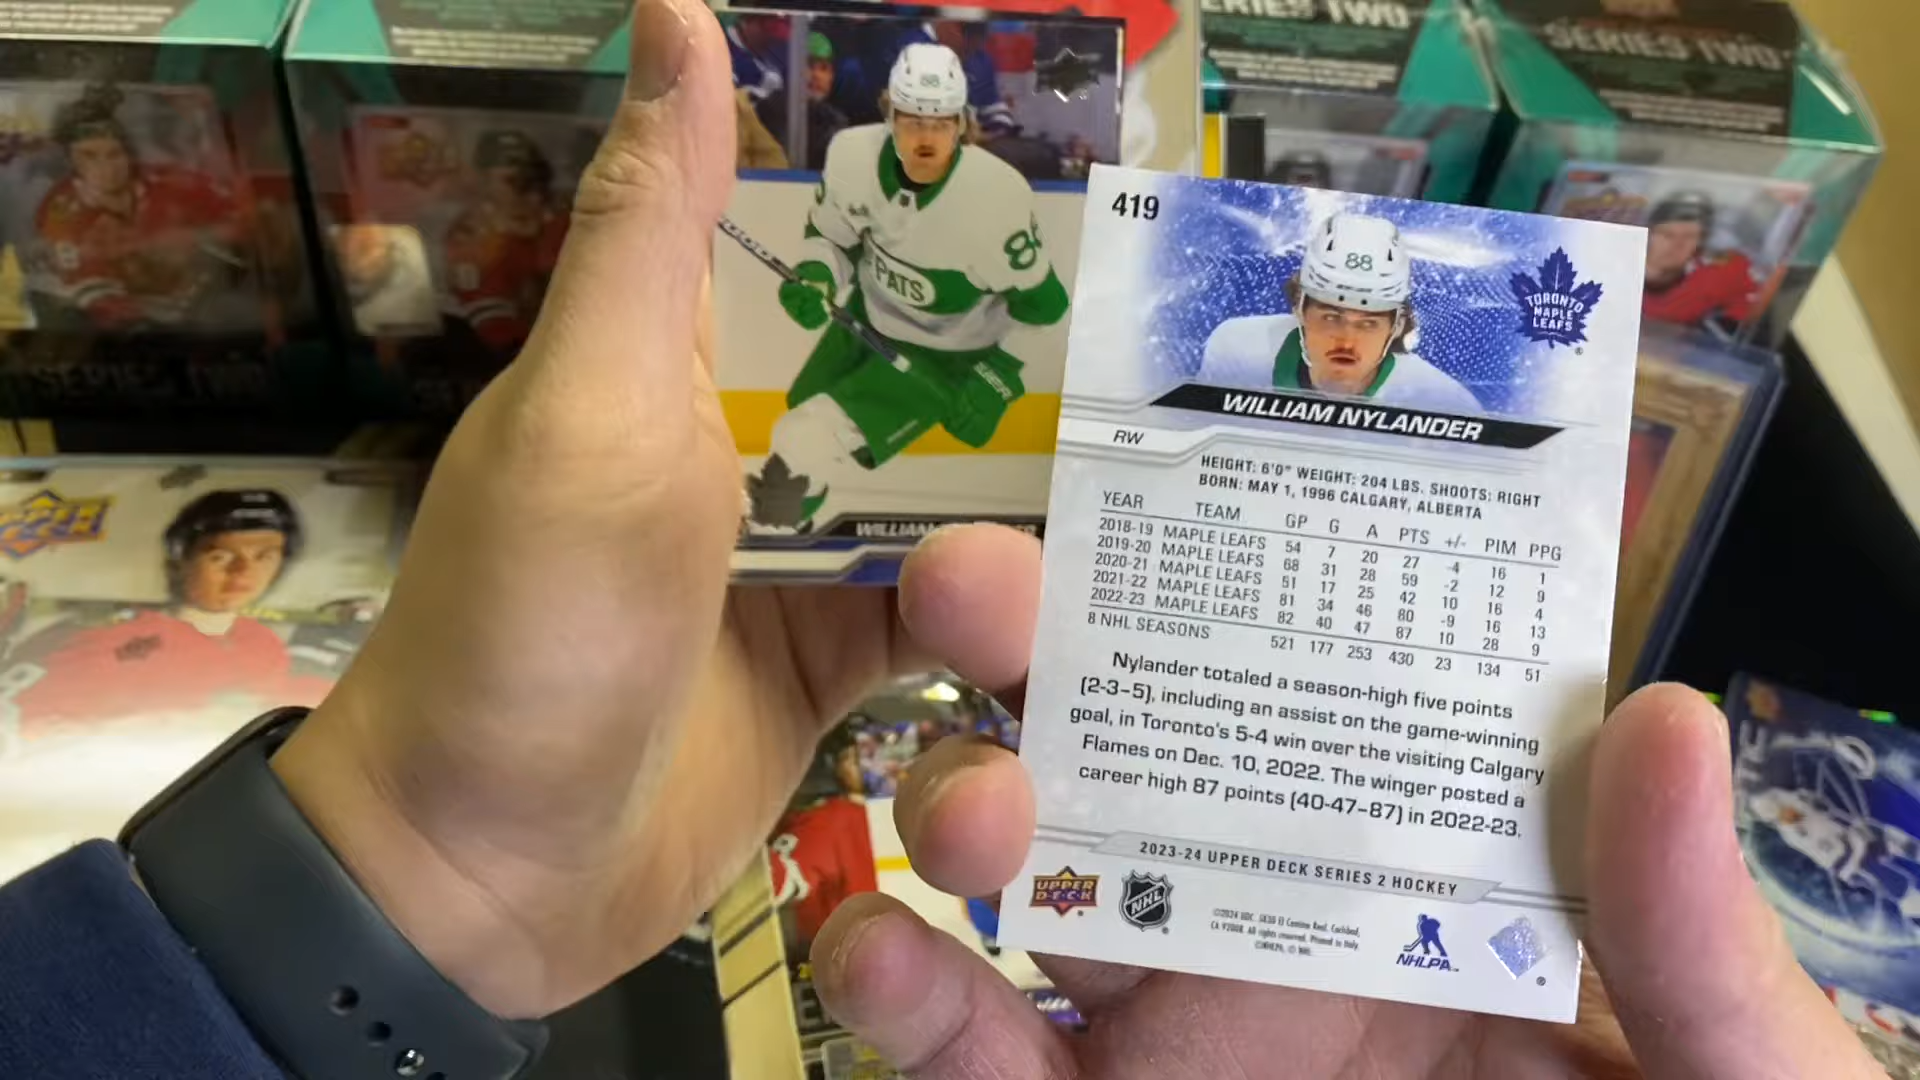 SERIES TWO
SERIES TWO
88
PATS
WILLIAM
SERIES TWO
419
88
TORONTO
MAPLE
LEAFS
WILLIAM NYLANDER
RW
HEIGHT: 6'0" WEIGHT: 204 LBS. SHOOTS: RIGHT
BORN: MAY 1, 1996 CALGARY, ALBERTA
YEAR TEAM GP G A PTS +/- PIM PPG
2018-19 MAPLE LEAFS 54 7 20 27 -4 16 1
2019-20 MAPLE LEAFS 68 31 28 59 -2 12 9
2020-21 MAPLE LEAFS 51 17 25 42 10 16 4
2021-22 MAPLE LEAFS 81 34 46 80 -9 16 13
2022-23 MAPLE LEAFS 82 40 47 87 10 28 9
8 NHL SEASONS 521 177 253 430 23 134 51
Nylander totaled a season-high five points
(2-3–5), including an assist on the game-winning
goal, in Toronto's 5-4 win over the visiting Calgary
Flames on Dec. 10, 2022. The winger posted a
career high 87 points (40-47–87) in 2022-23.
2023-24 UPPER DECK SERIES 2 HOCKEY
UPPER
DECK
NHL
NHLPA